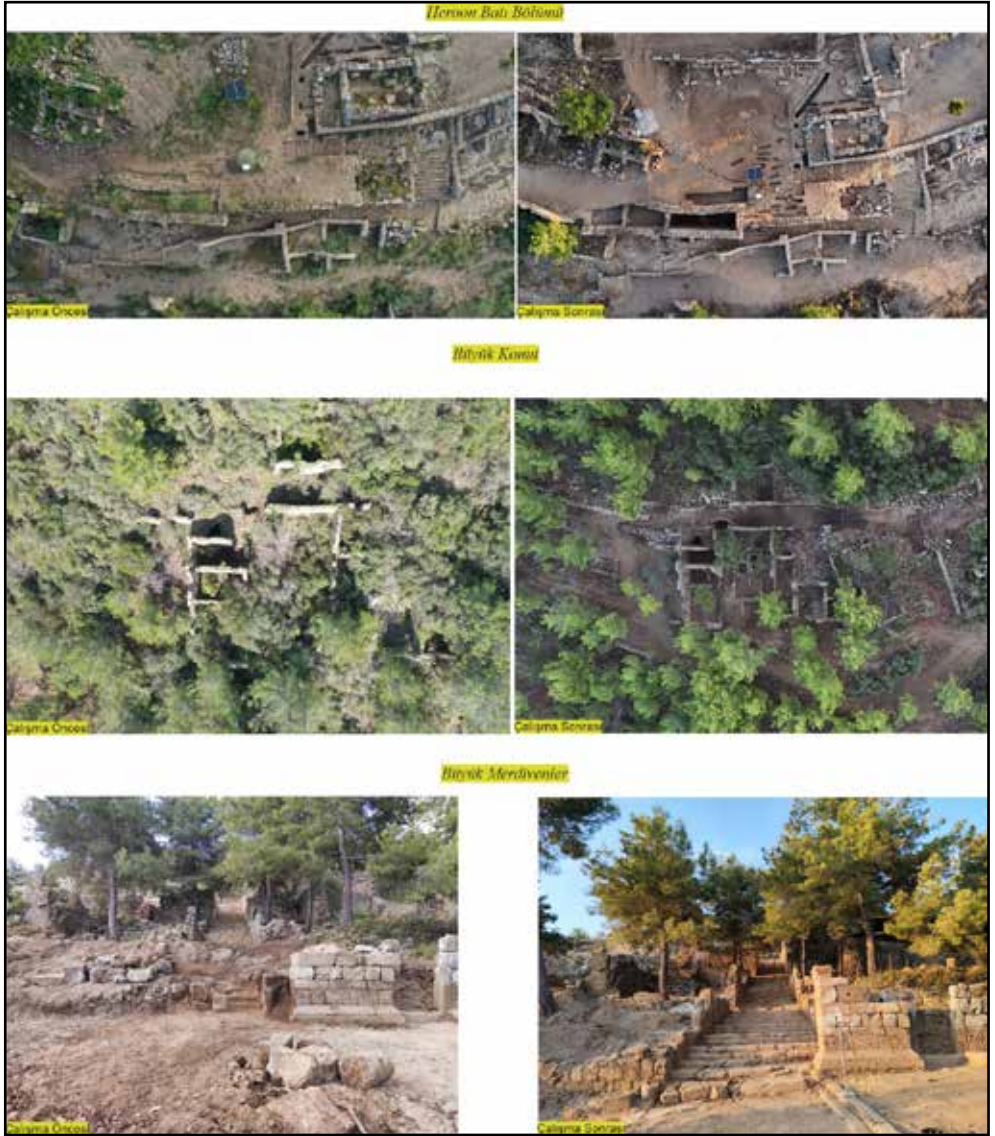 Heroon Batı Bölümü
Çalışma Öncesi
Çalışma Sonrası
Büyük Konut
Çalışma Öncesi
Çalışma Sonrası
Büyük Merdivenler
Çalışma Öncesi
Çalışma Sonrası